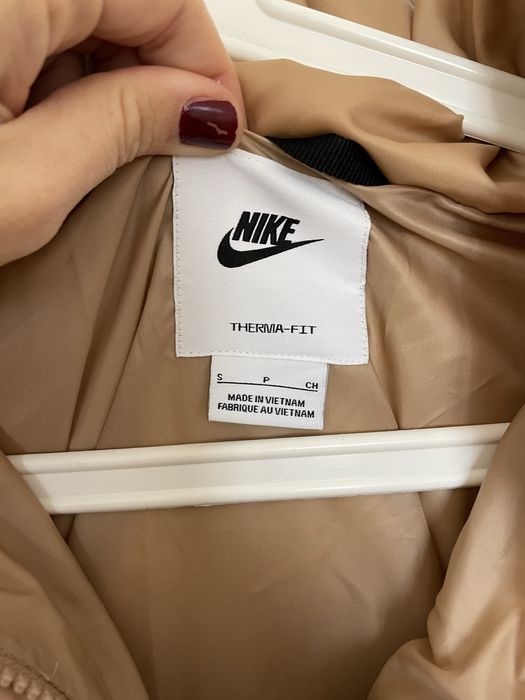 NIKE
THERMA-FIT
S P CH
MADE IN VIETNAM
FABRIQUE AU VIETNAM